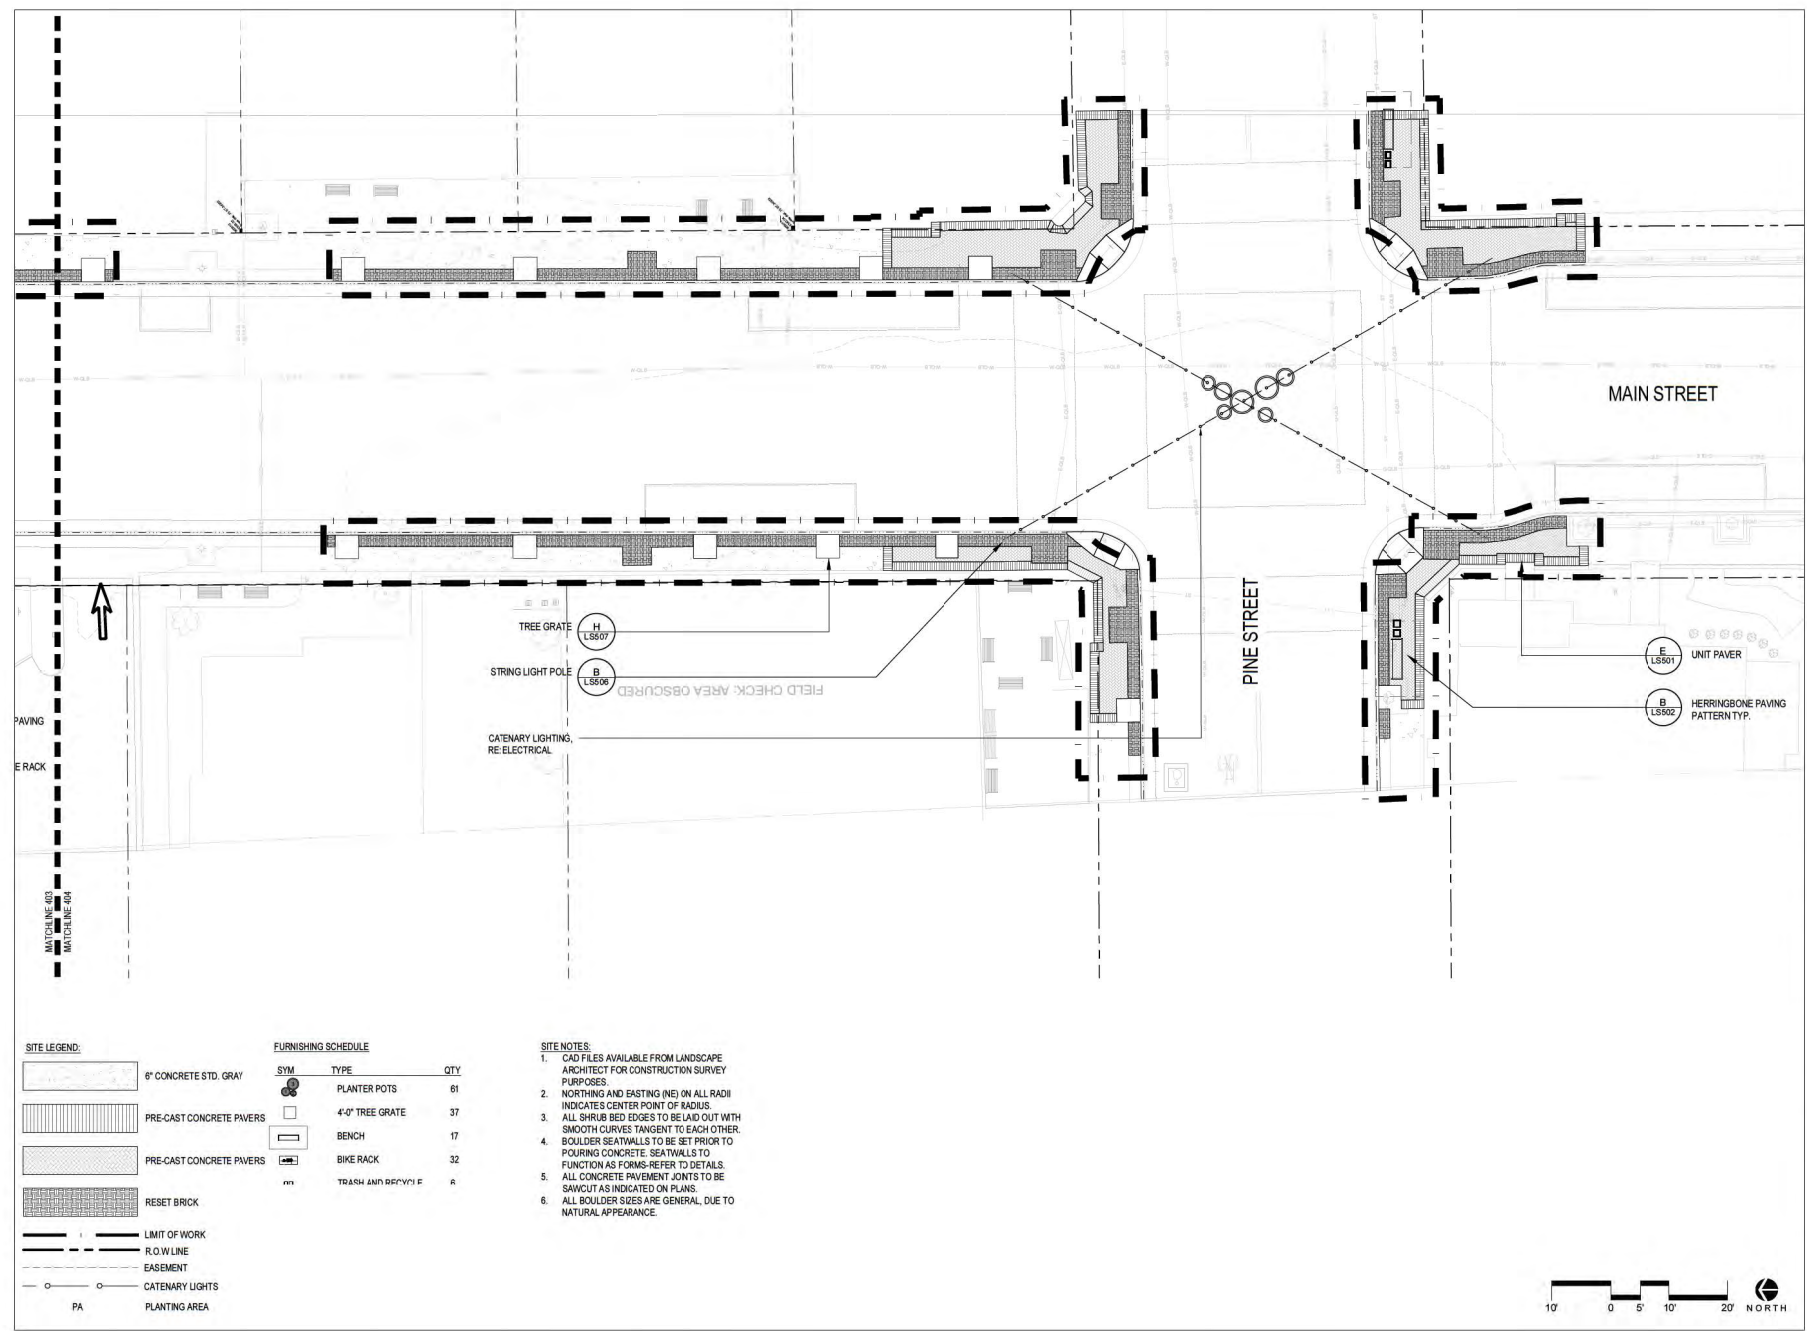 MAIN STREET
PINE STREET
TREE GRATE
H
LS507
STRING LIGHT POLE
B
LS506
FIELD CHECK: AREA OBSCURED
CATENARY LIGHTING,
RE: ELECTRICAL
E
LS501
UNIT PAVER
B
LS502
HERRINGBONE PAVING
PATTERN TYP.
PAVING
E RACK
MATCHLINE 403
MATCHLINE 404
SITE LEGEND:
6" CONCRETE STD. GRAY
PRE-CAST CONCRETE PAVERS
PRE-CAST CONCRETE PAVERS
RESET BRICK
LIMIT OF WORK
R.O.W LINE
EASEMENT
CATENARY LIGHTS
PA PLANTING AREA
FURNISHING SCHEDULE
SYM TYPE QTY
PLANTER POTS 61
4'-0" TREE GRATE 37
BENCH 17
BIKE RACK 32
TRASH AND RECYCLE 6
SITE NOTES:
1. CAD FILES AVAILABLE FROM LANDSCAPE
ARCHITECT FOR CONSTRUCTION SURVEY
PURPOSES.
2. NORTHING AND EASTING (NE) ON ALL RADII
INDICATES CENTER POINT OF RADIUS.
3. ALL SHRUB BED EDGES TO BE LAID OUT WITH
SMOOTH CURVES TANGENT TO EACH OTHER.
4. BOULDER SEATWALLS TO BE SET PRIOR TO
POURING CONCRETE. SEATWALLS TO
FUNCTION AS FORMS-REFER TO DETAILS.
5. ALL CONCRETE PAVEMENT JOINTS TO BE
SAWCUT AS INDICATED ON PLANS.
6. ALL BOULDER SIZES ARE GENERAL, DUE TO
NATURAL APPEARANCE.
10' 0 5' 10' 20'
NORTH